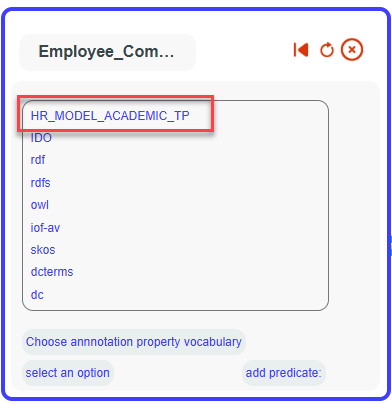 Employee_Com...
HR_MODEL_ACADEMIC_TP
IDO
rdf
rdfs
owl
iof-av
skos
dcterms
dc
Choose annnotation property vocabulary
select an option
add predicate: